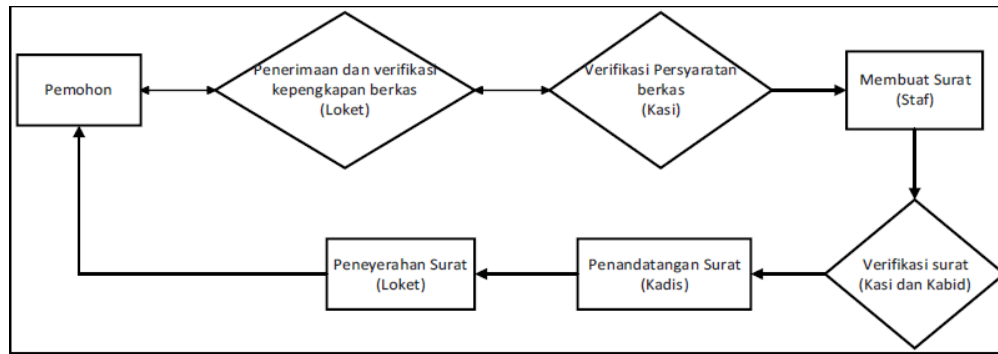 Pemohon
Penerimaan dan verifikasi
kepengkapan berkas
(Loket)
Verifikasi Persyaratan
berkas
(Kasi)
Membuat Surat
(Staf)
Verifikasi surat
(Kasi dan Kabid)
Penandatangan Surat
(Kadis)
Peneyerahan Surat
(Loket)